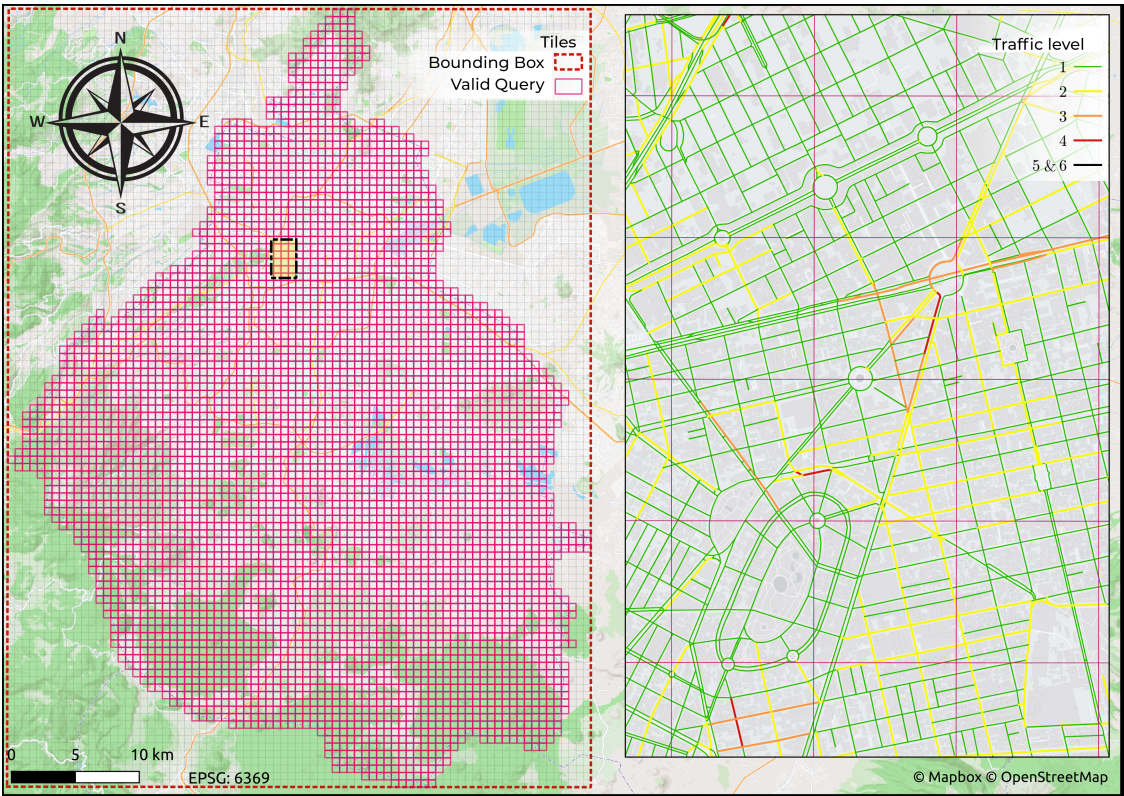 N
W
E
S
Tiles
Bounding Box
Valid Query
Traffic level
1
2
3
4
5 & 6
0
5
10 km
EPSG: 6369
© Mapbox © OpenStreetMap